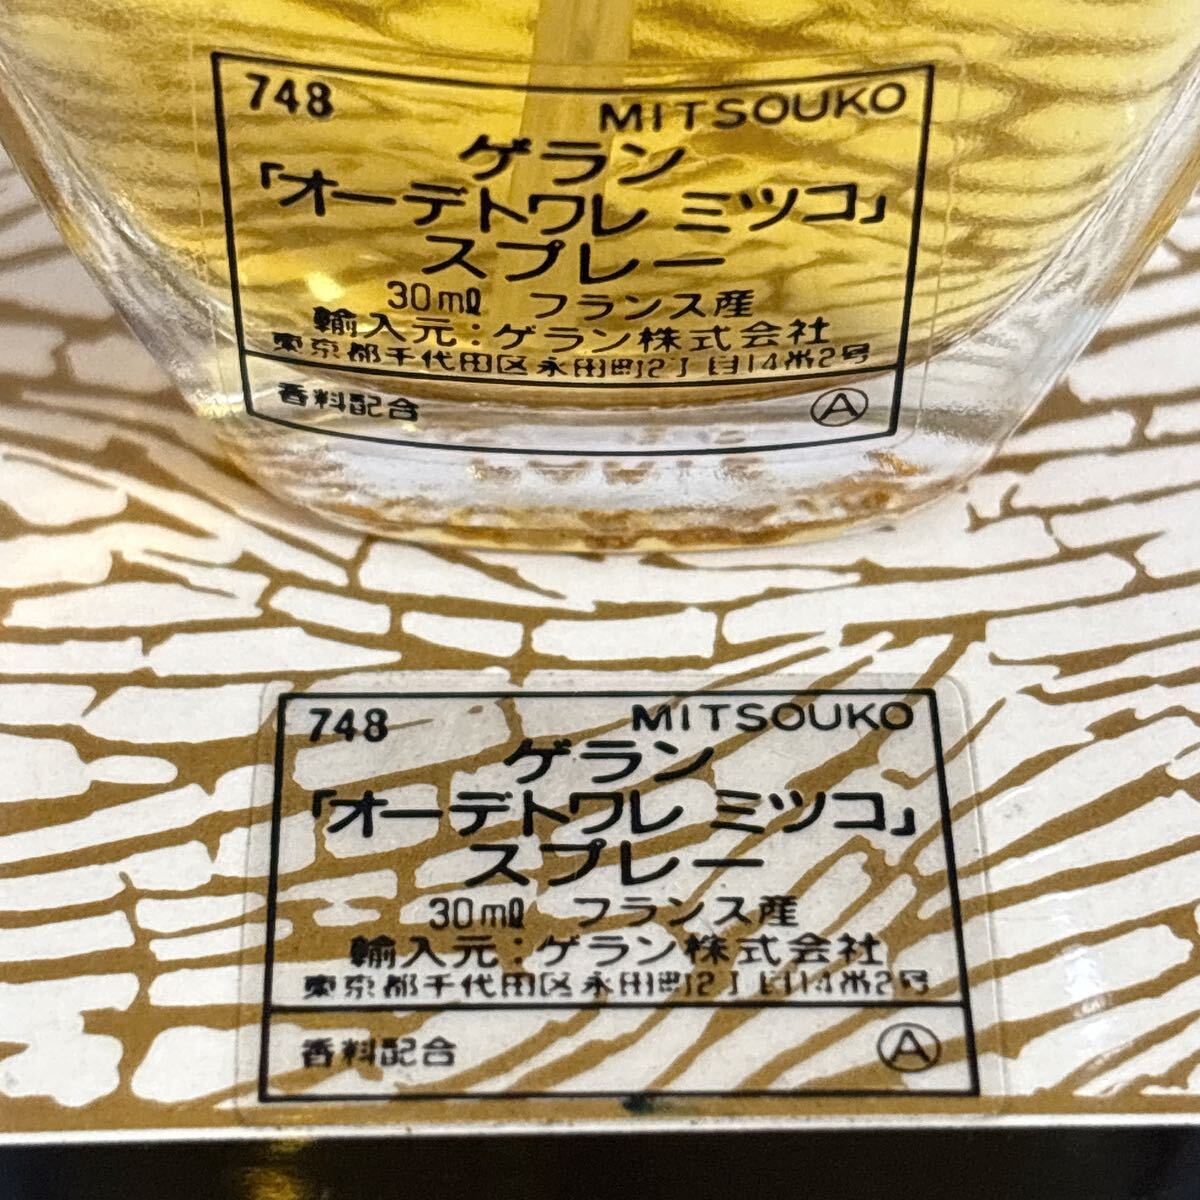 748 MITSOUKO
ゲラン
「オーデトワレ ミツコ」
スプレー
30ml フランス産
輸入元：ゲラン株式会社
東京都千代田区永田町2丁目14番2号
香料配合 Ⓐ
748 MITSOUKO
ゲラン
「オーデトワレ ミツコ」
スプレー
30ml フランス産
輸入元：ゲラン株式会社
東京都千代田区永田町2丁目14番2号
香料配合 Ⓐ